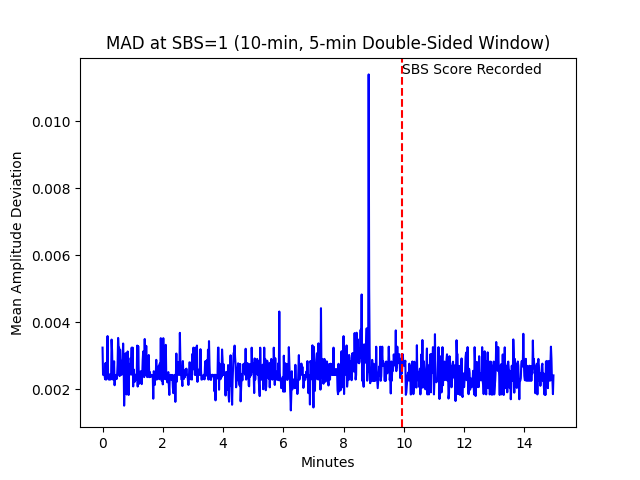 MAD at SBS=1 (10-min, 5-min Double-Sided Window)
SBS Score Recorded
0.010
0.008
0.006
0.004
0.002
Mean Amplitude Deviation
0 2 4 6 8 10 12 14
Minutes